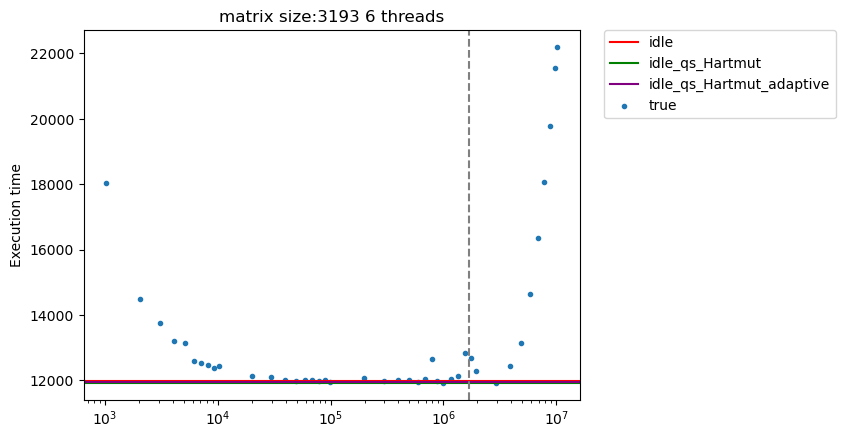 matrix size:3193 6 threads
idle
idle_qs_Hartmut
idle_qs_Hartmut_adaptive
true
Execution time
22000
20000
18000
16000
14000
12000
10³ 10⁴ 10⁵ 10⁶ 10⁷